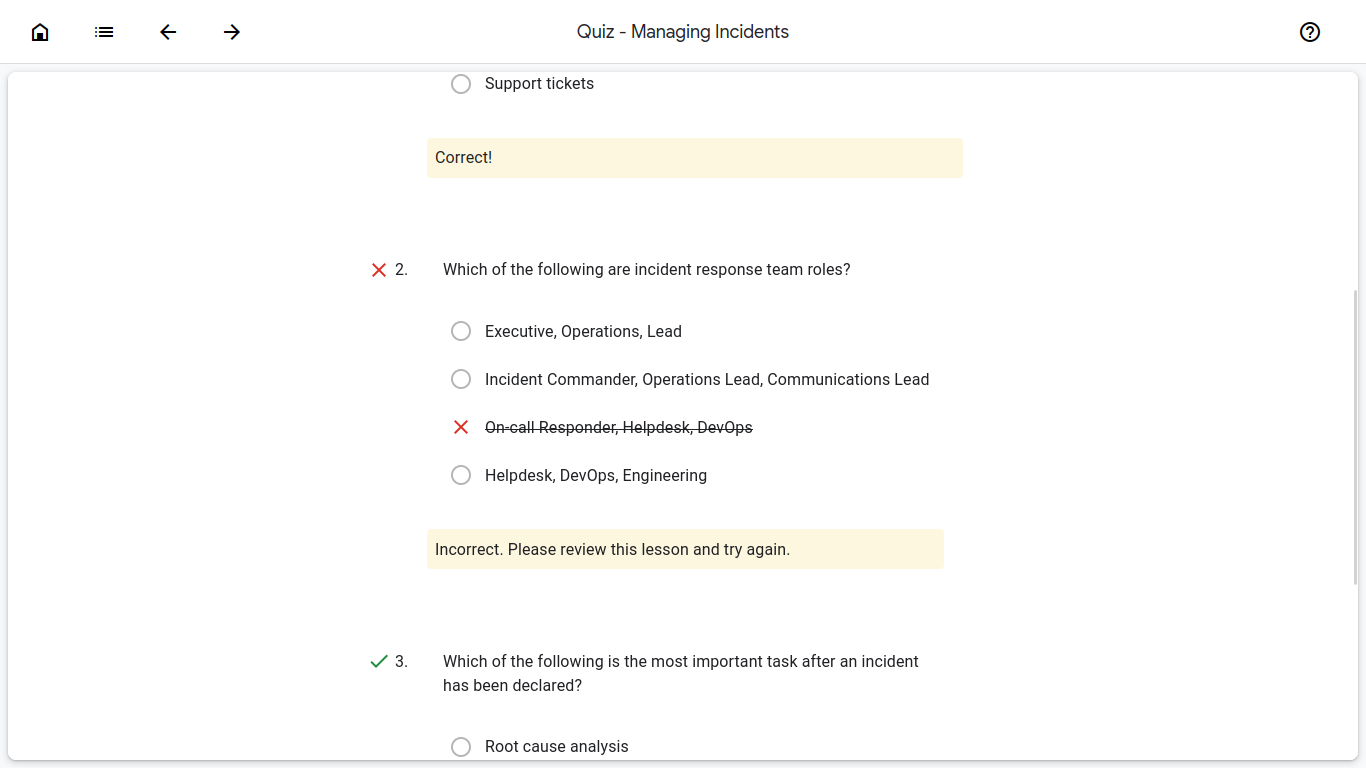 Quiz - Managing Incidents
Support tickets
Correct!
2.
Which of the following are incident response team roles?
Executive, Operations, Lead
Incident Commander, Operations Lead, Communications Lead
On-call Responder, Helpdesk, DevOps
Helpdesk, DevOps, Engineering
Incorrect. Please review this lesson and try again.
3.
Which of the following is the most important task after an incident
has been declared?
Root cause analysis